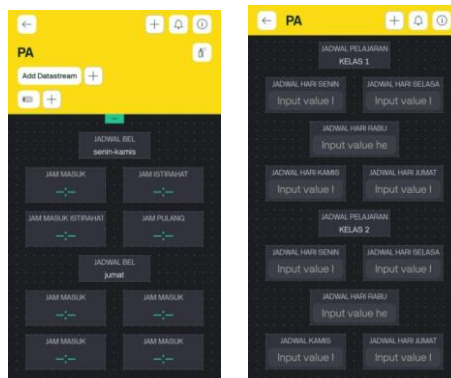 PA
Add Datastream
JADWAL BEL
senin-kamis
JAM MASUK
JAM ISTIRAHAT
--:--
--:--
JAM MASUK ISTIRAHAT
JAM PULANG
--:--
--:--
JADWAL BEL
jumat
JAM MASUK
JAM MASUK
--:--
--:--
JAM MASUK
JAM MASUK
--:--
--:--
PA
JADWAL PELAJARAN
KELAS 1
JADWAL HARI SENIN
JADWAL HARI SELASA
Input value l
Input value l
JADWAL HARI RABU
Input value he
JADWAL HARI KAMIS
JADWAL HARI JUMAT
Input value l
Input value l
JADWAL PELAJARAN
KELAS 2
JADWAL HARI SENIN
JADWAL HARI SELASA
Input value l
Input value l
JADWAL HARI RABU
Input value he
JADWAL KAMIS
JADWAL HARI JUMAT
Input value l
Input value l